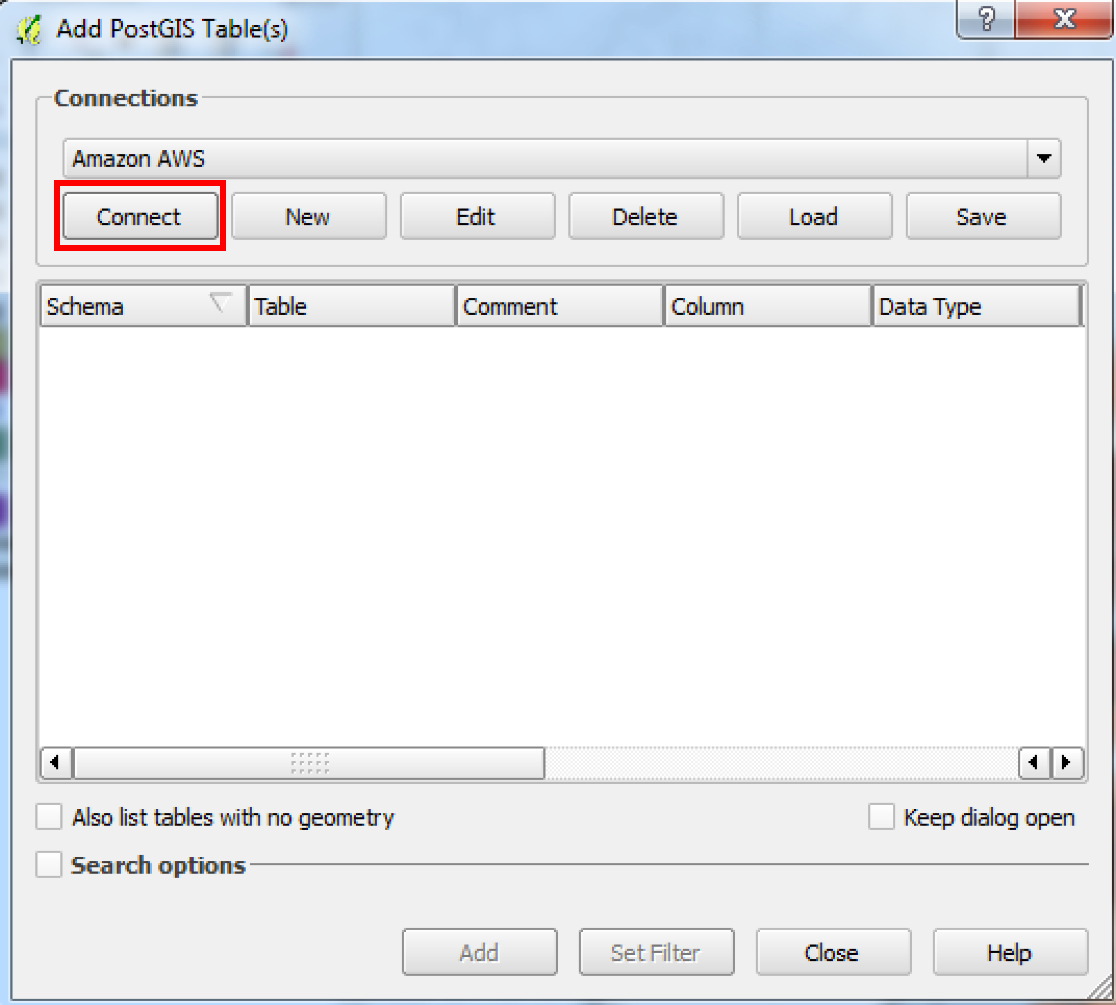 Add PostGIS Table(s)
?
Connections
Amazon AWS
Connect New Edit Delete Load Save
Schema Table Comment Column Data Type
Also list tables with no geometry Keep dialog open
Search options
Add Set Filter Close Help